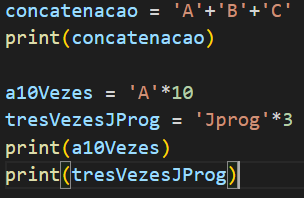 concatenacao = 'A'+'B'+'C'
print(concatenacao)
a10Vezes = 'A'*10
tresVezesJProg = 'Jprog'*3
print(a10Vezes)
print(tresVezesJProg)